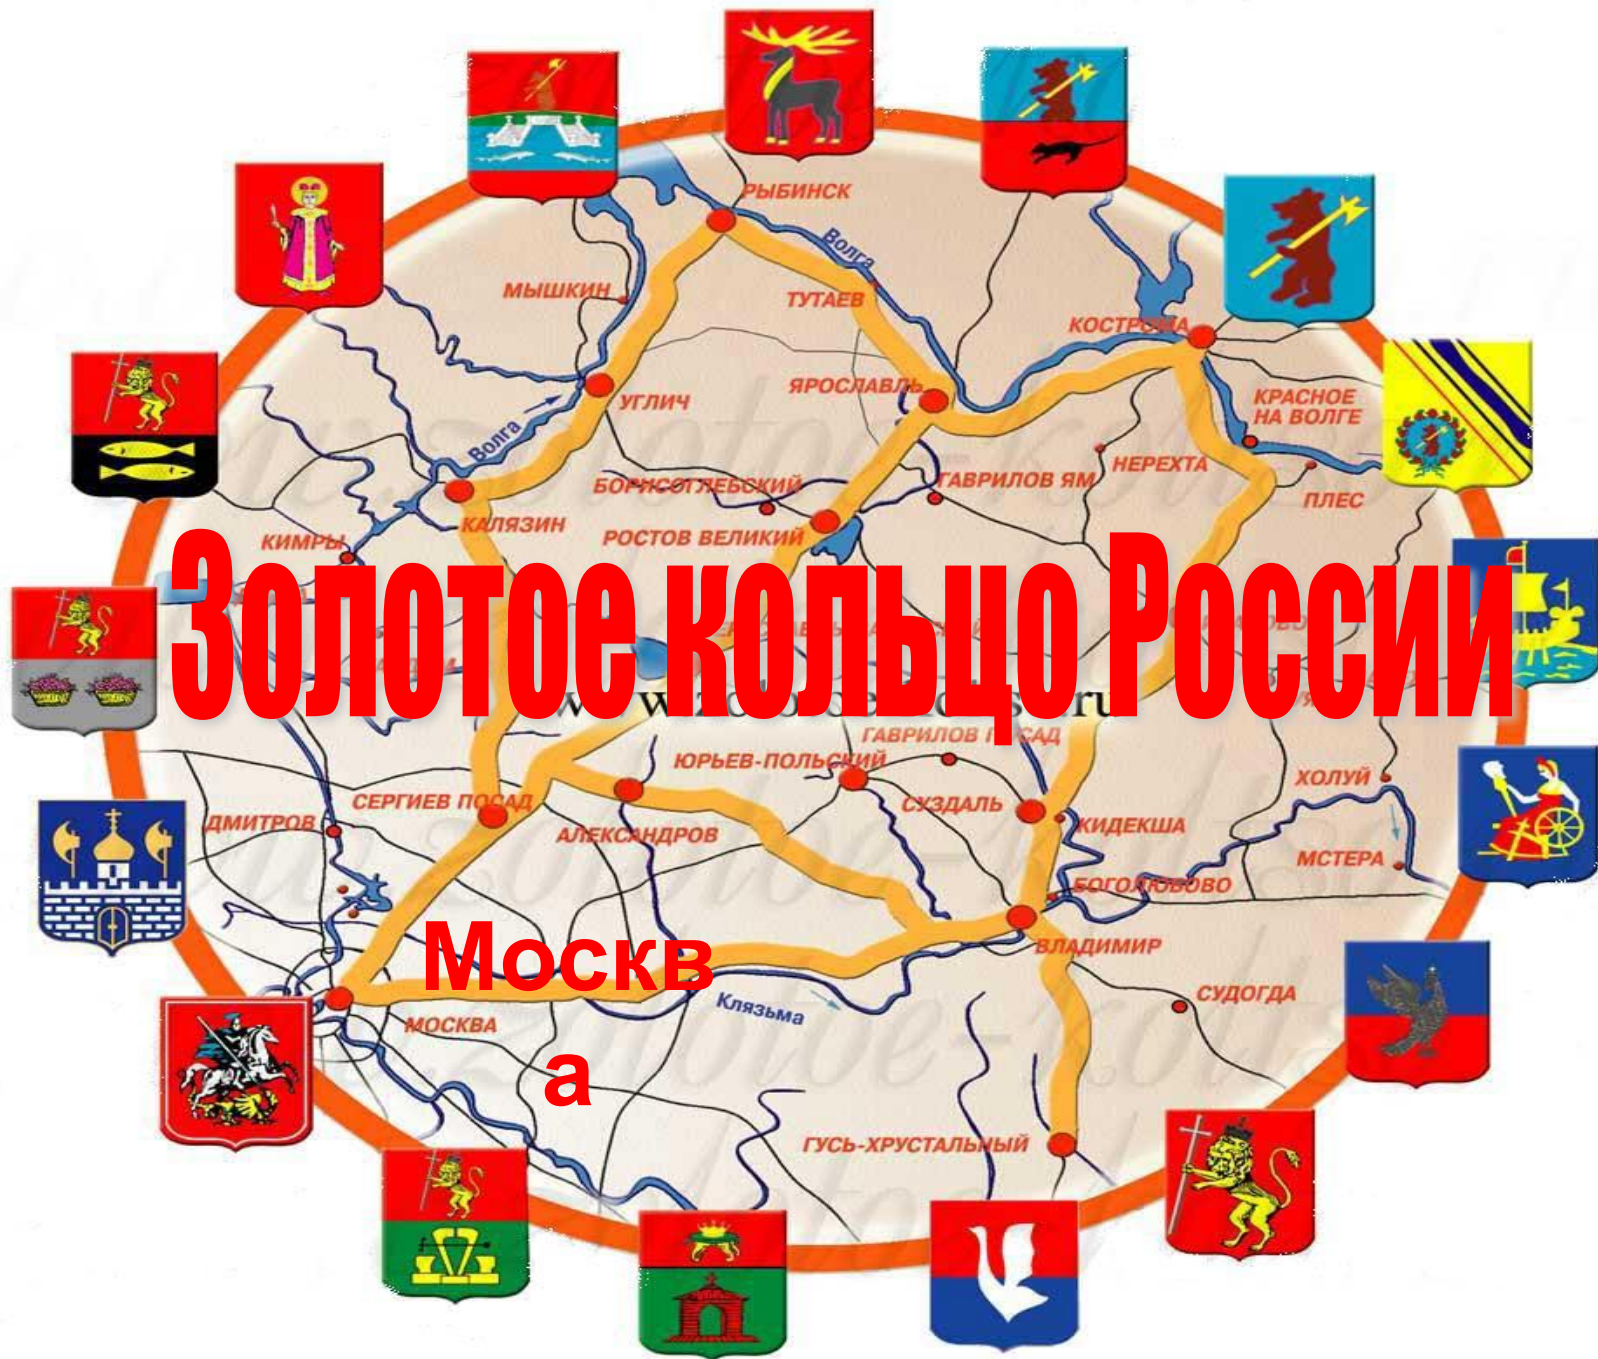 РЫБИНСК
Волга
МЫШКИН
ТУТАЕВ
КОСТРОМА
ЯРОСЛАВЛЬ
УГЛИЧ
КРАСНОЕ
НА ВОЛГЕ
Волга
НЕРЕХТА
БОРИСОГЛЕБСКИЙ
ГАВРИЛОВ ЯМ
ПЛЕС
КАЛЯЗИН
РОСТОВ ВЕЛИКИЙ
КИМРЫ
Золотое кольцо России
ГАВРИЛОВ ПОСАД
ЮРЬЕВ-ПОЛЬСКИЙ
ХОЛУЙ
СЕРГИЕВ ПОСАД
СУЗДАЛЬ
ДМИТРОВ
АЛЕКСАНДРОВ
КИДЕКША
МСТЕРА
БОГОЛЮБОВО
ВЛАДИМИР
Москв
а
СУДОГДА
Клязьма
МОСКВА
ГУСЬ-ХРУСТАЛЬНЫЙ